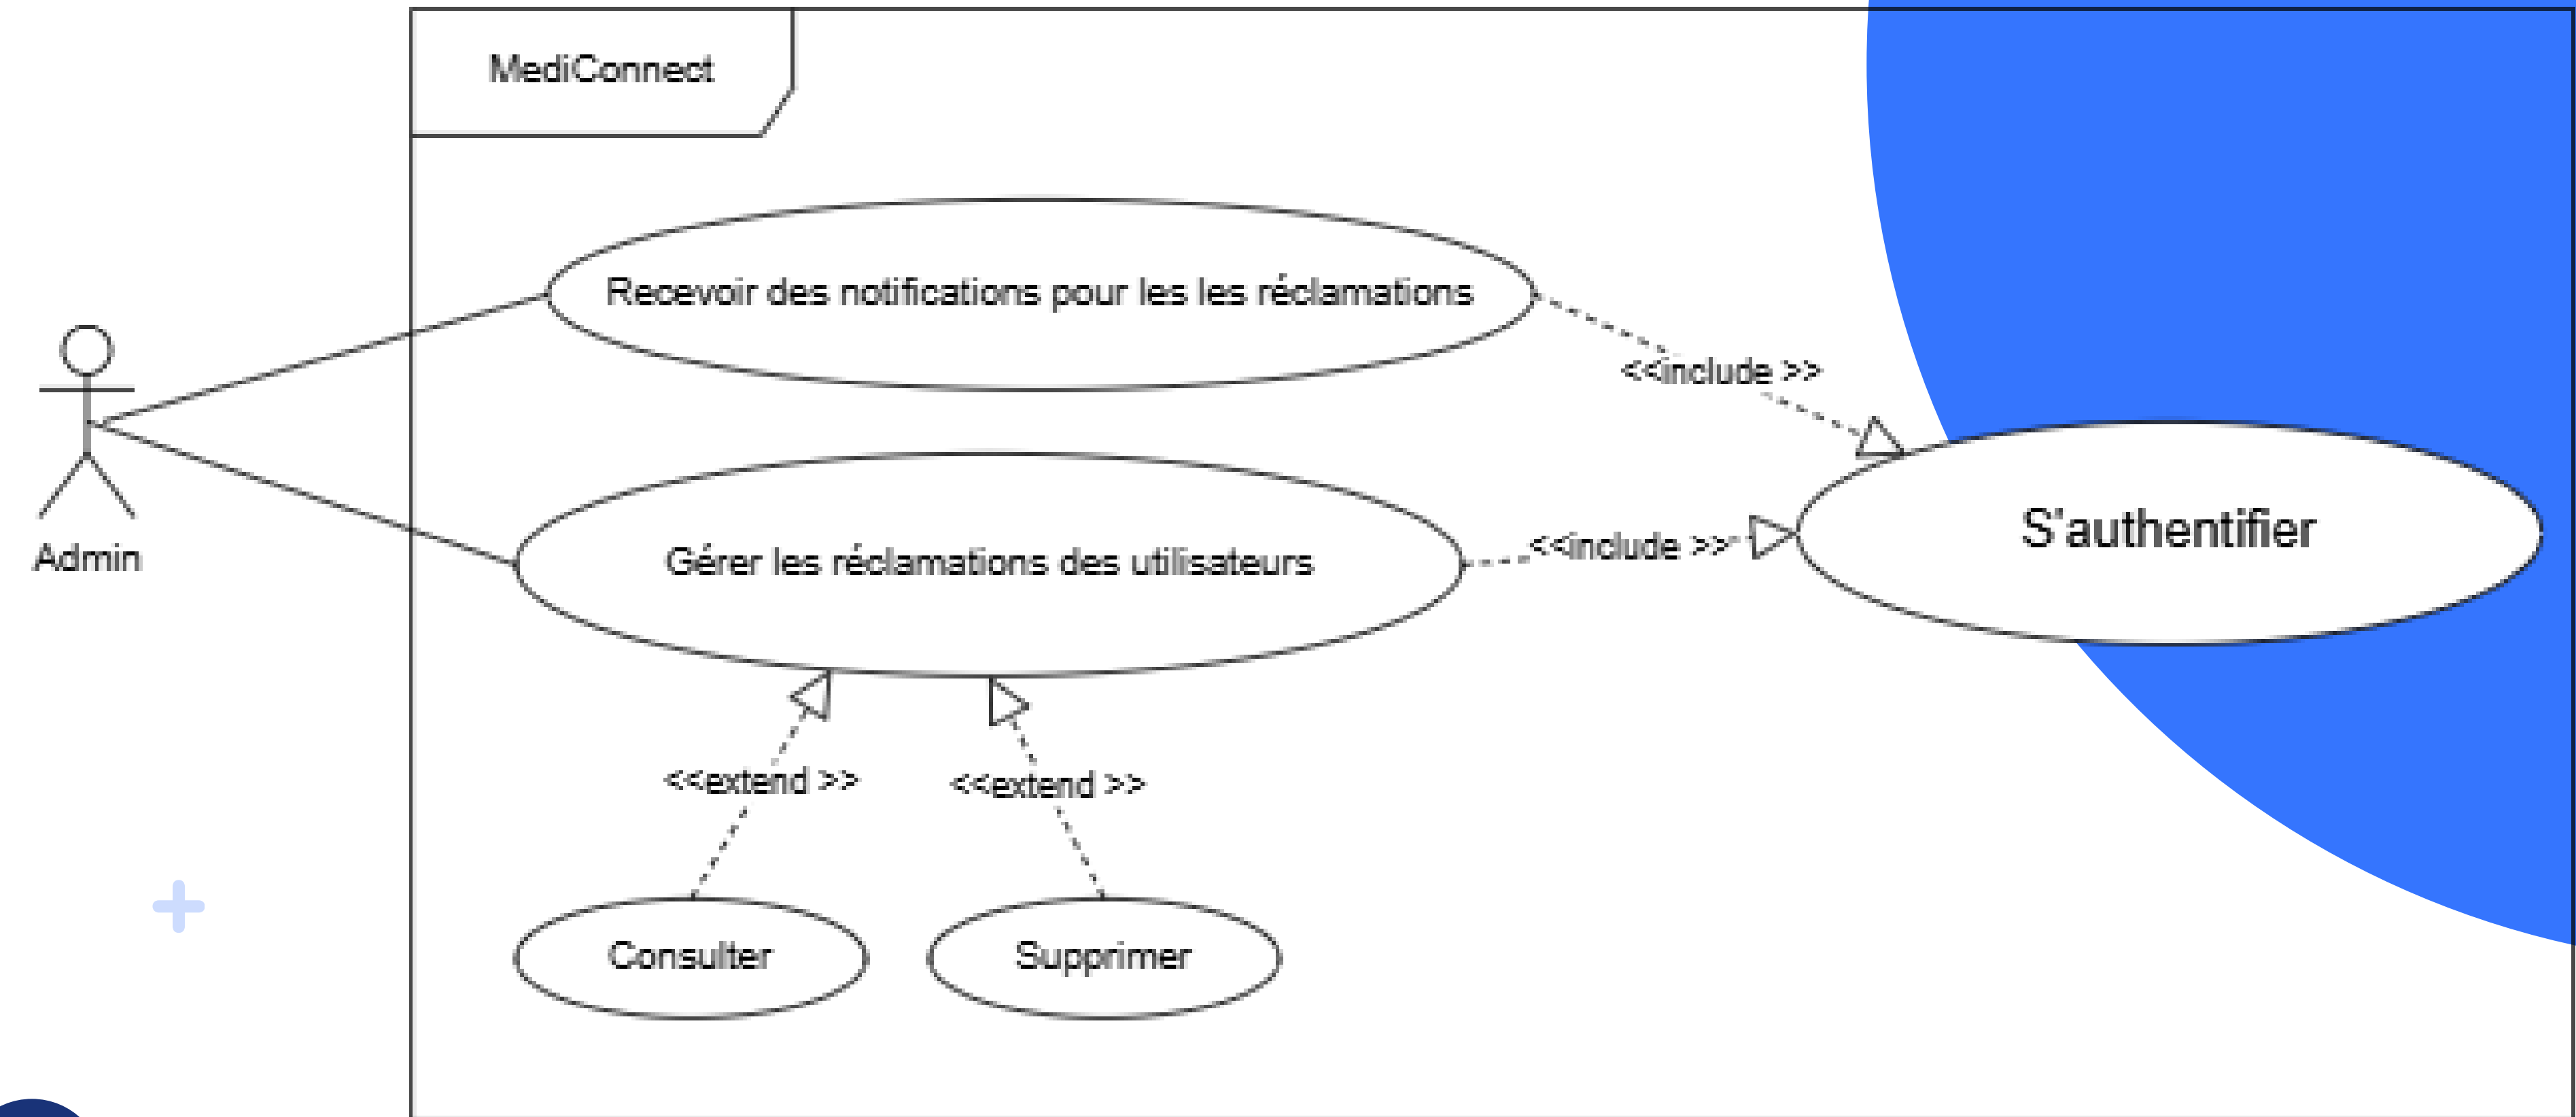 MediConnect
Recevoir des notifications pour les les réclamations
<<include >>
Admin
Gérer les réclamations des utilisateurs
<<include >>
S'authentifier
<<extend >>
<<extend >>
Consulter
Supprimer